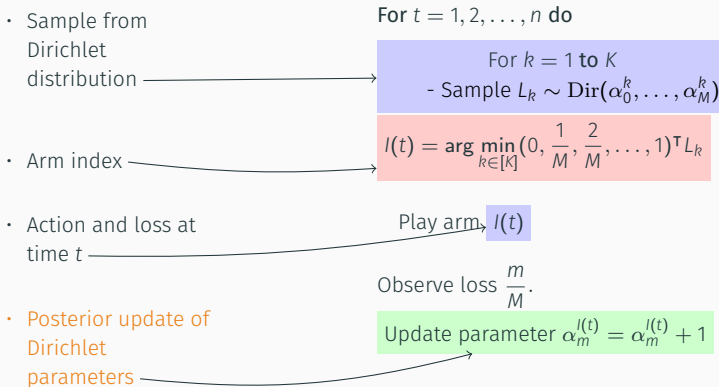 • Sample from
Dirichlet
distribution
• Arm index
• Action and loss at
time t
• Posterior update of
Dirichlet
parameters
For t = 1, 2, . . . , n do
For k = 1 to K
- Sample L_k ∼ Dir(α_0^k, . . . , α_M^k)
I(t) = arg min_{k∈[K]} (0, 1/M, 2/M, . . . , 1)^⊤ L_k
Play arm I(t)
Observe loss m/M.
Update parameter α_m^{I(t)} = α_m^{I(t)} + 1